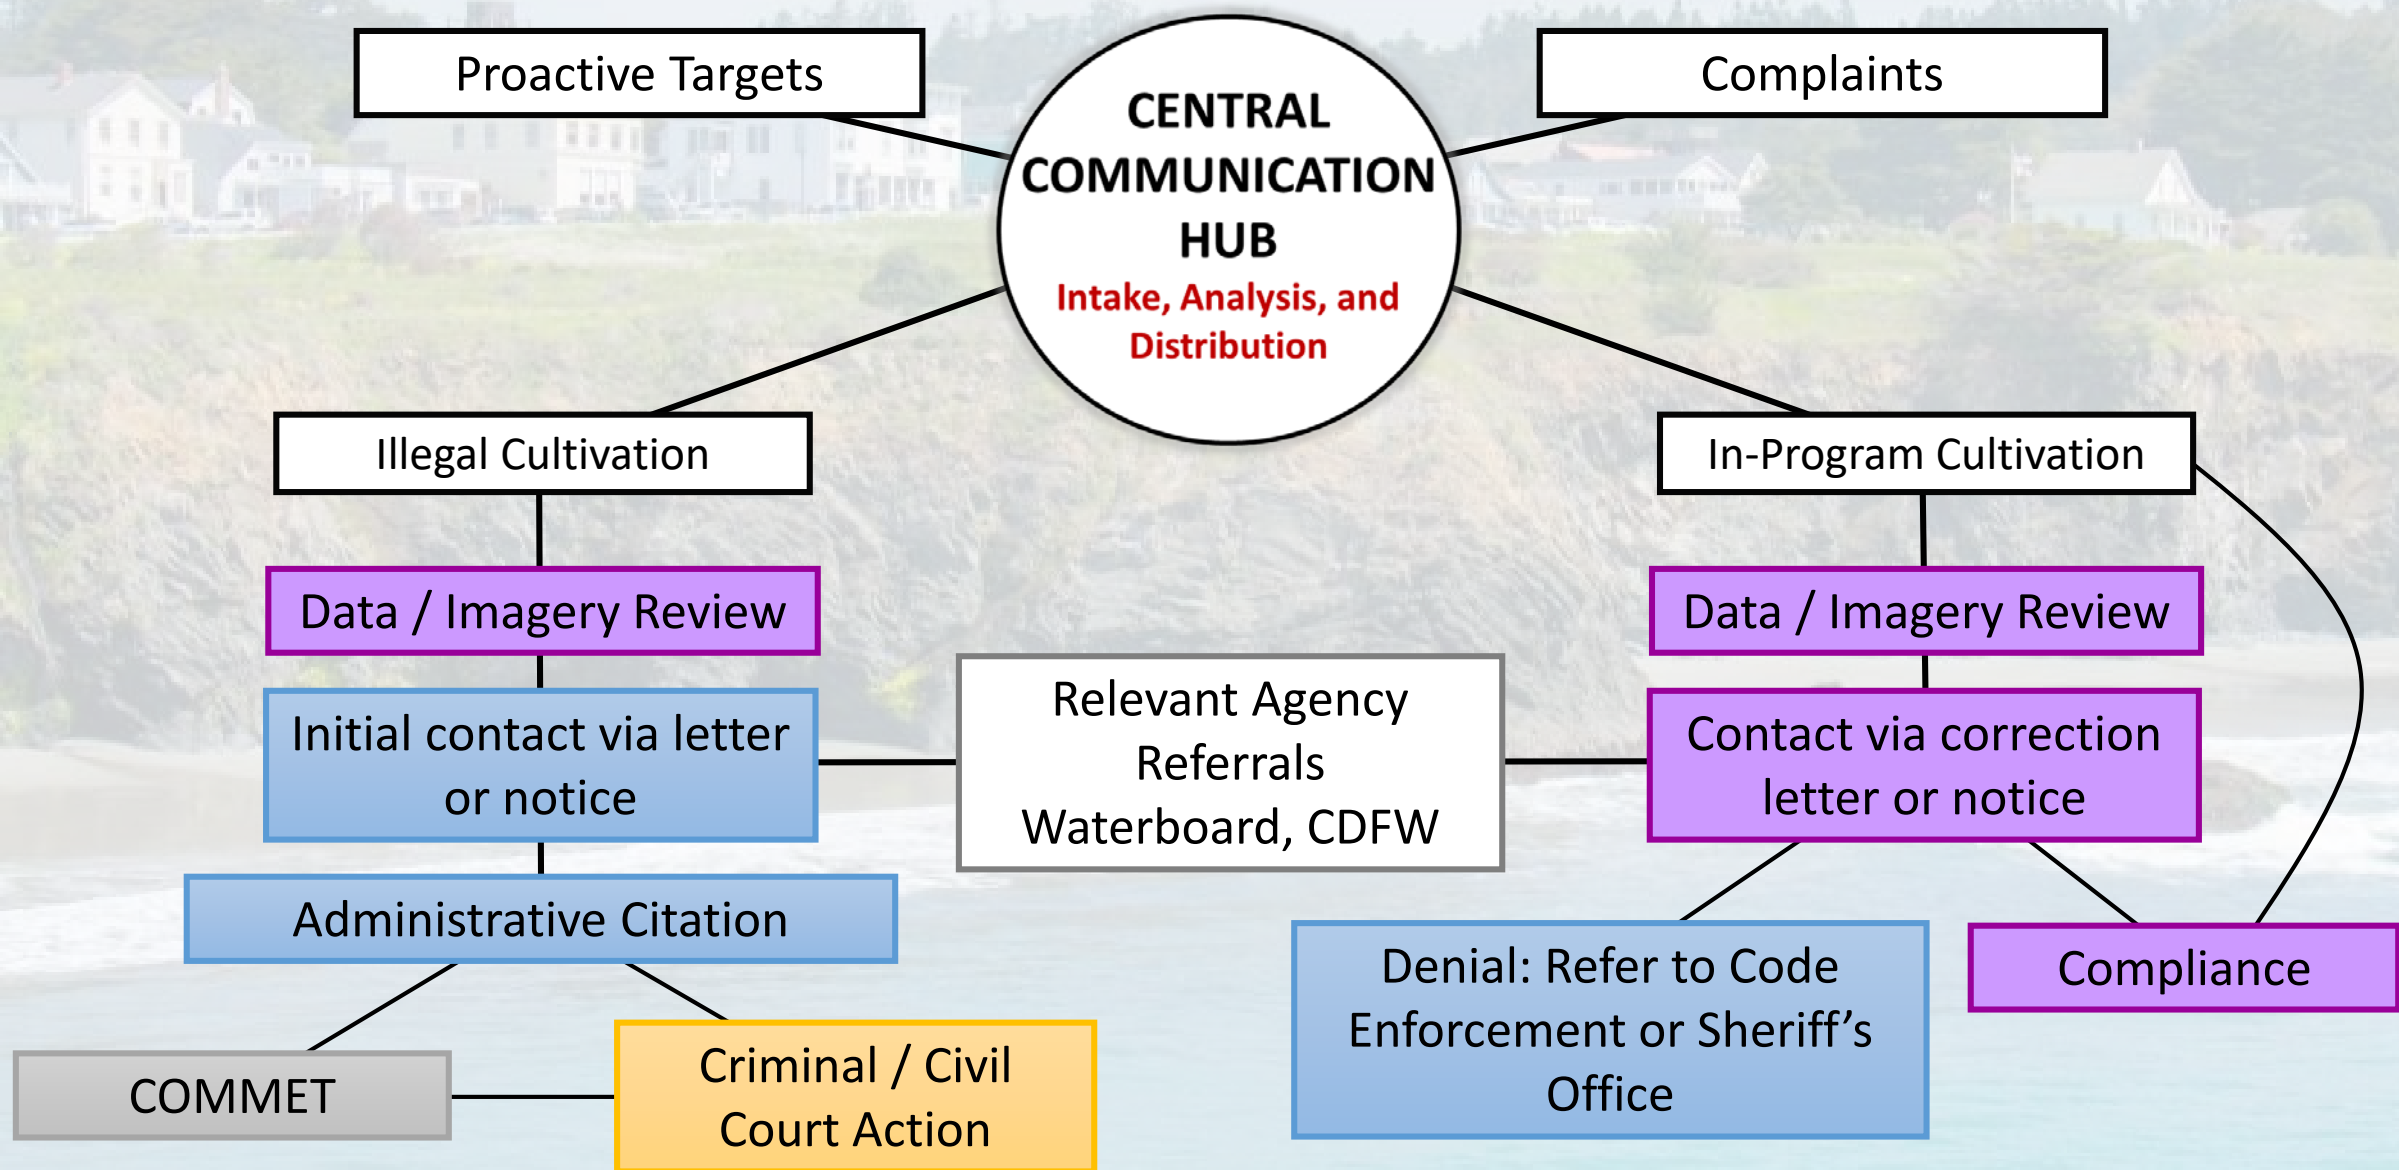 Proactive Targets
CENTRAL
COMMUNICATION
HUB
Intake, Analysis, and
Distribution
Complaints
Illegal Cultivation
In-Program Cultivation
Data / Imagery Review
Data / Imagery Review
Initial contact via letter
or notice
Relevant Agency
Referrals
Waterboard, CDFW
Contact via correction
letter or notice
Administrative Citation
Denial: Refer to Code
Enforcement or Sheriff’s
Office
Compliance
COMMET
Criminal / Civil
Court Action